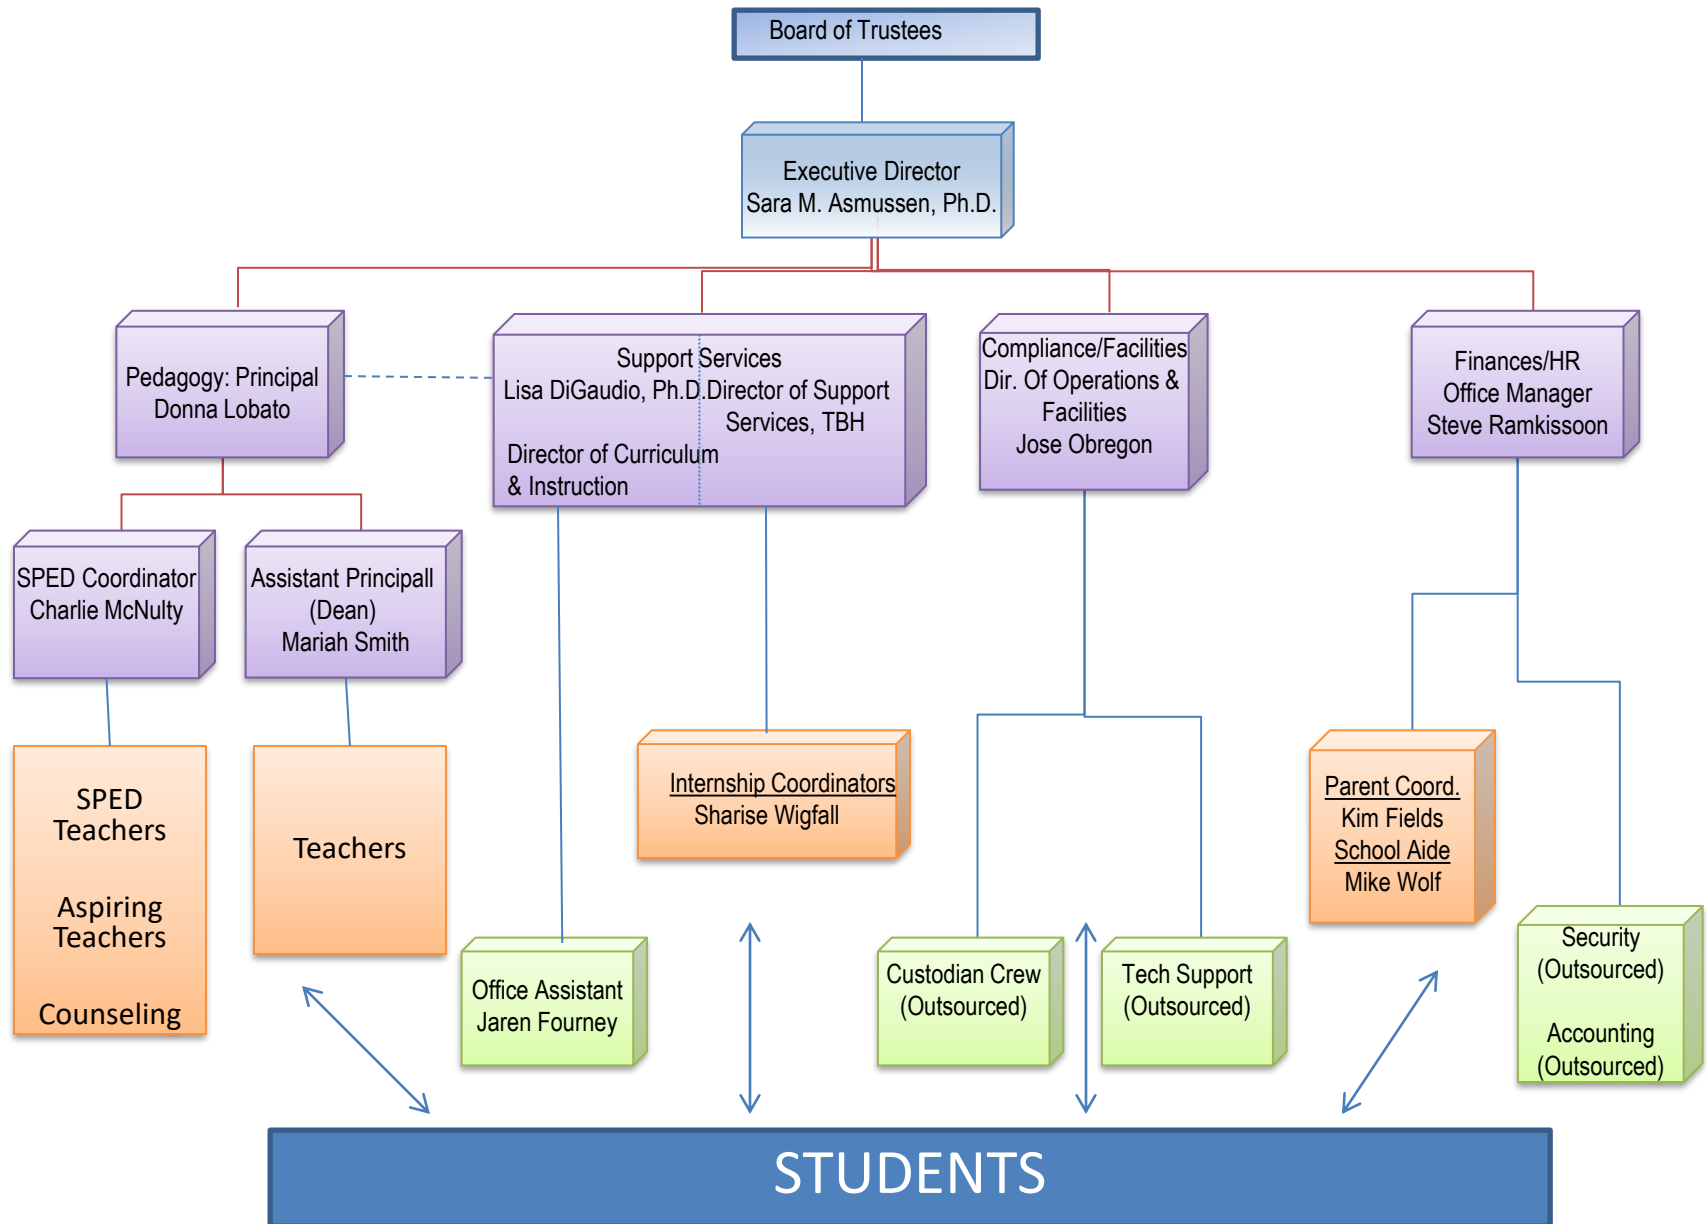 Board of Trustees
Executive Director
Sara M. Asmussen, Ph.D.
Pedagogy: Principal
Donna Lobato
Support Services
Lisa DiGaudio, Ph.D.Director of Support
Services, TBH
Director of Curriculum
& Instruction
Compliance/Facilities
Dir. Of Operations &
Facilities
Jose Obregon
Finances/HR
Office Manager
Steve Ramkissoon
SPED Coordinator
Charlie McNulty
Assistant Principall
(Dean)
Mariah Smith
SPED
Teachers
Aspiring
Teachers
Counseling
Teachers
Internship Coordinators
Sharise Wigfall
Parent Coord.
Kim Fields
School Aide
Mike Wolf
Office Assistant
Jaren Fourney
Custodian Crew
(Outsourced)
Tech Support
(Outsourced)
Security
(Outsourced)
Accounting
(Outsourced)
STUDENTS